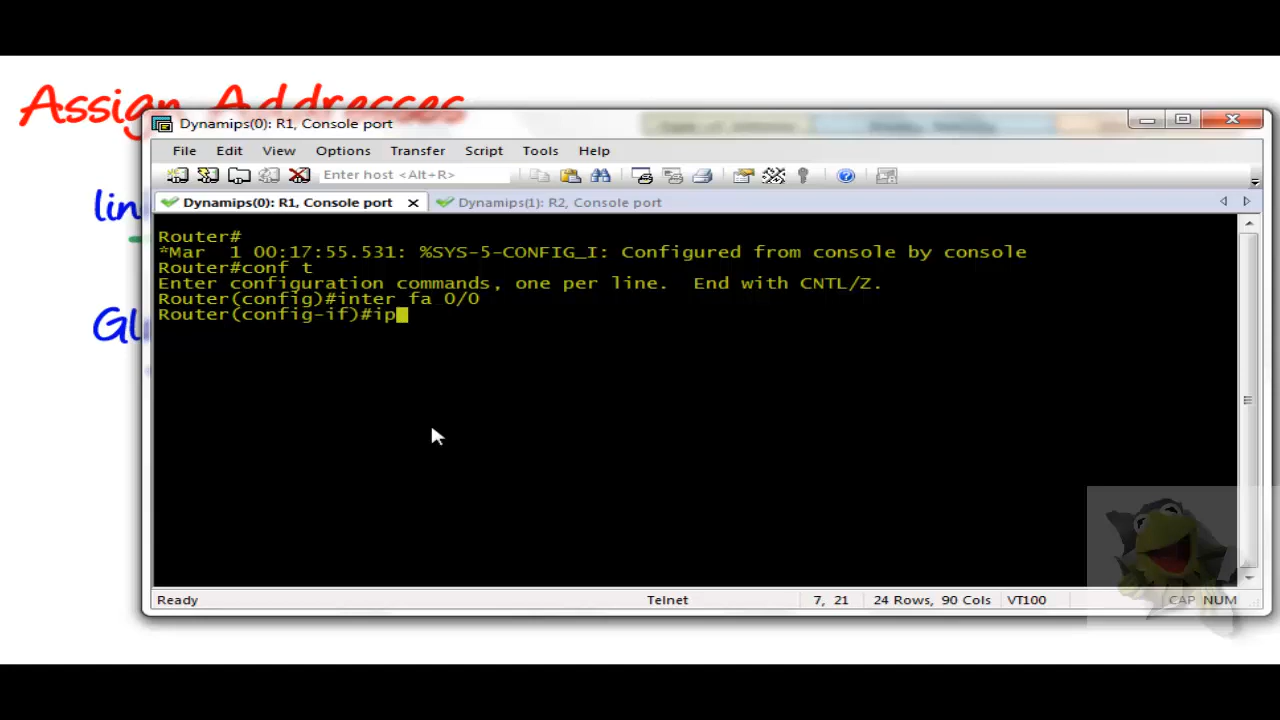 Assign Addresses
Dynamips(0): R1, Console port
File Edit View Options Transfer Script Tools Help
Enter host <Alt+R>
Dynamips(0): R1, Console port Dynamips(1): R2, Console port
lin
Router#
*Mar 1 00:17:55.531: %SYS-5-CONFIG_I: Configured from console by console
Router#conf t
Enter configuration commands, one per line. End with CNTL/Z.
Router(config)#inter fa 0/0
Router(config-if)#ip
Gl
Ready Telnet 7, 21 24 Rows, 90 Cols VT100 CAP NUM